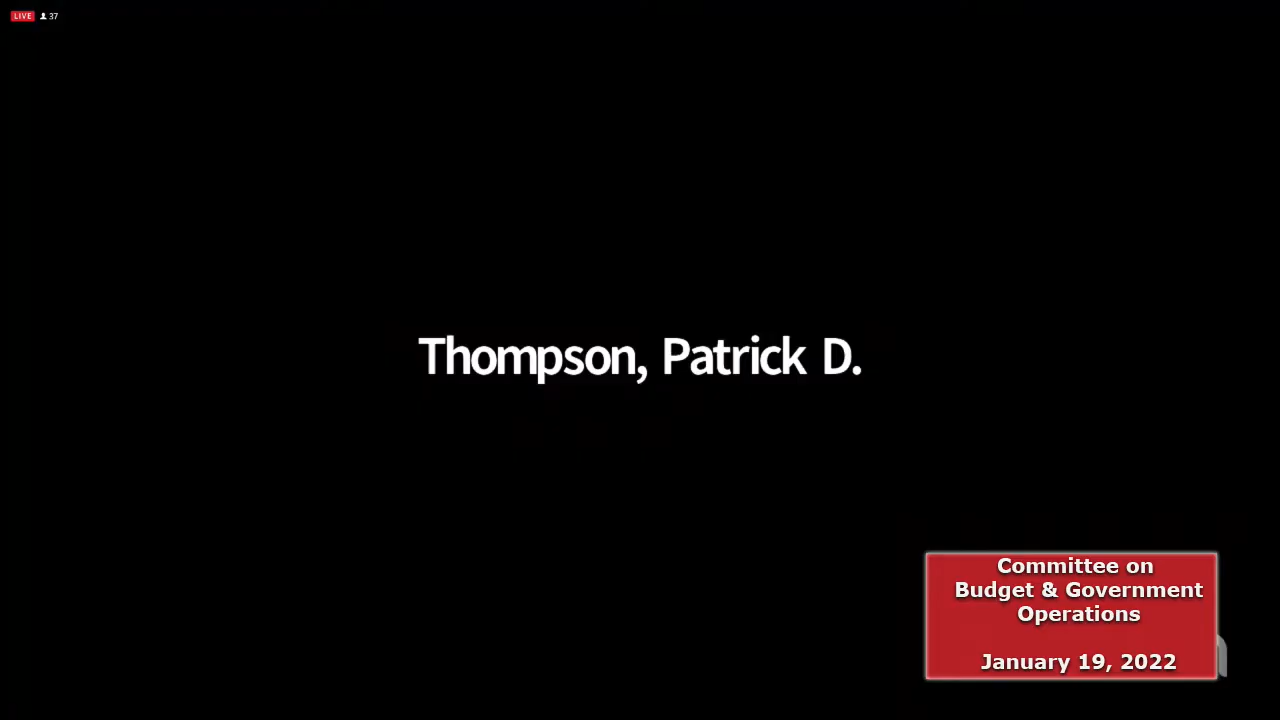 LIVE 37
Thompson, Patrick D.
Committee on
Budget & Government
Operations
January 19, 2022